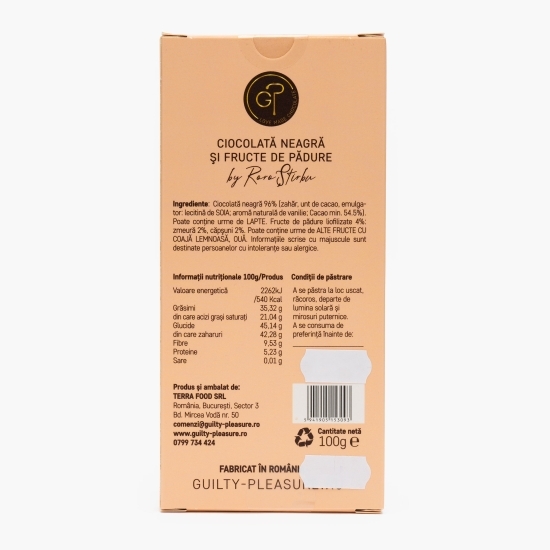 GP
CIOCOLATĂ NEAGRĂ
ȘI FRUCTE DE PĂDURE
by Roro Știrbu
Ingrediente: Ciocolată neagră 96% (zahăr, unt de cacao, emulga-
tor: lecitină de SOIA; aromă naturală de vanilie; Cacao min. 54.5%).
Poate conține urme de LAPTE. Fructe de pădure liofilizate 4%:
zmeură 2%, căpșuni 2%. Poate conține urme de ALTE FRUCTE CU
COAJĂ LEMNOASĂ, OUĂ. Informațiile scrise cu majuscule sunt
destinate persoanelor cu intoleranțe sau alergice.
Informații nutriționale 100g/Produs
Valoare energetică 2262kJ
/540 Kcal
Grăsimi 35,32 g
din care acizi grași saturați 21,04 g
Glucide 45,14 g
din care zaharuri 42,28 g
Fibre 9,53 g
Proteine 5,23 g
Sare 0,01 g
Condiții de păstrare
A se păstra la loc uscat,
răcoros, departe de
lumina solară și
mirosuri puternice.
A se consuma de
preferință înainte de:
Produs și ambalat de:
TERRA FOOD SRL
România, București, Sector 3
Bd. Mircea Vodă nr. 50
comenzi@guilty-pleasure.ro
www.guilty-pleasure.ro
0799 734 424
Cantitate netă
100g e
FABRICAT ÎN ROMÂNI
GUILTY-PLEASURE